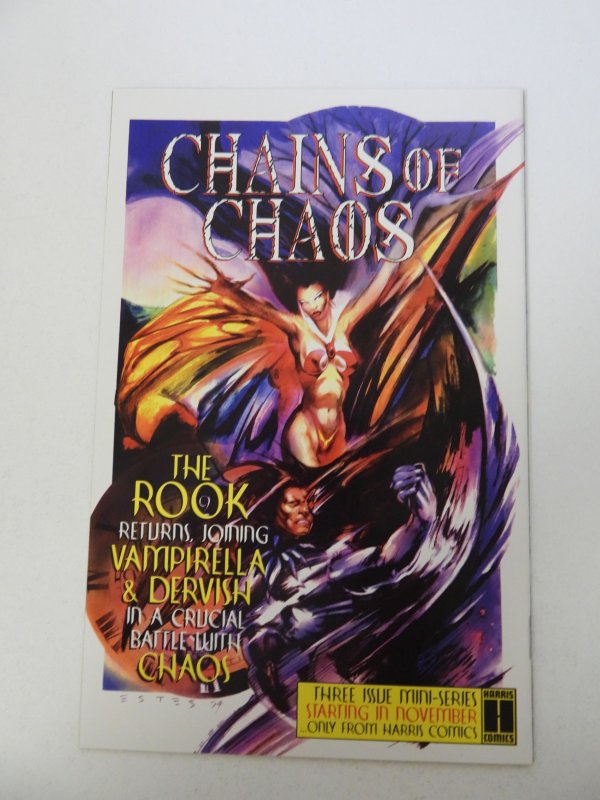 CHAINS OF
CHAOS
THE
ROOK
RETURNS, JOINING
VAMPIRELLA
& DERVISH
IN A CRUCIAL
BATTLE WITH
CHAOS
ESTES 94
THREE ISSUE MINI-SERIES
STARTING IN NOVEMBER
...ONLY FROM HARRIS COMICS
HARRIS
H
COMICS